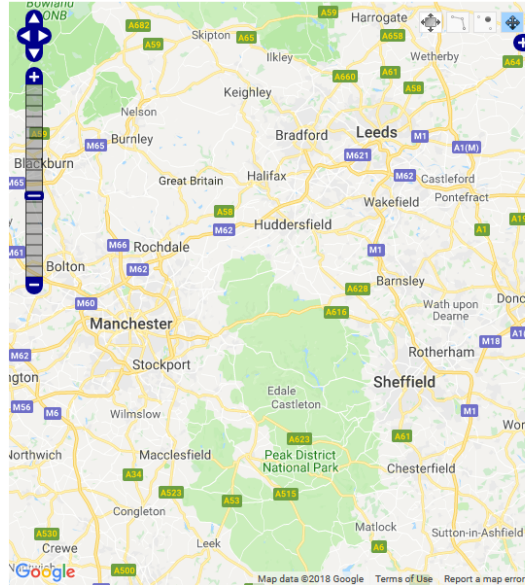 Bowland
ONB
A682
A59
Skipton
A65
A59
Harrogate
A658
Ilkley
Wetherby
A61
A660
A64
A58
Keighley
Nelson
A59
Burnley
M65
Bradford
Leeds
M1
A1(M)
Blackburn
M621
M65
Great Britain
Halifax
M62
Castleford
Pontefract
Wakefield
A58
Huddersfield
M62
A1
M66
Rochdale
M61
M62
Bolton
M1
Barnsley
A628
M60
A616
Wath upon
Dearne
Manchester
M18
M62
Rotherham
Stockport
Sheffield
Edale
Castleton
M56
M6
Wilmslow
M1
A623
A61
Macclesfield
Peak District
National Park
Chesterfield
A34
A523
A53
A515
Congleton
Matlock
A530
Leek
A6
Sutton-in-Ashfield
Crewe
A500
Google
Map data ©2018 Google
Terms of Use
Report a map error